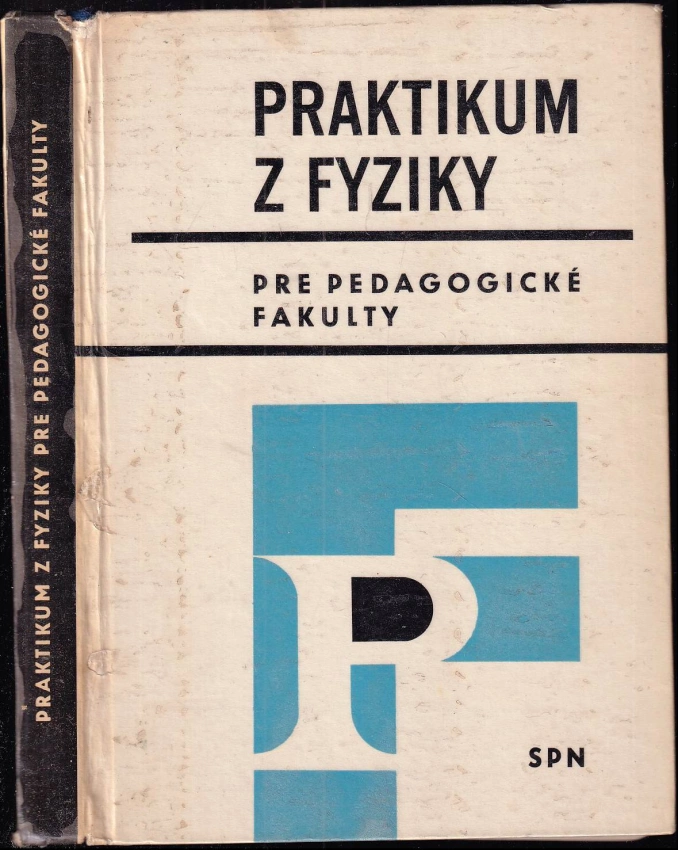 PRAKTIKUM Z FYZIKY PRE PEDAGOGICKÉ FAKULTY
PRAKTIKUM
Z FYZIKY
PRE PEDAGOGICKÉ
FAKULTY
P
SPN